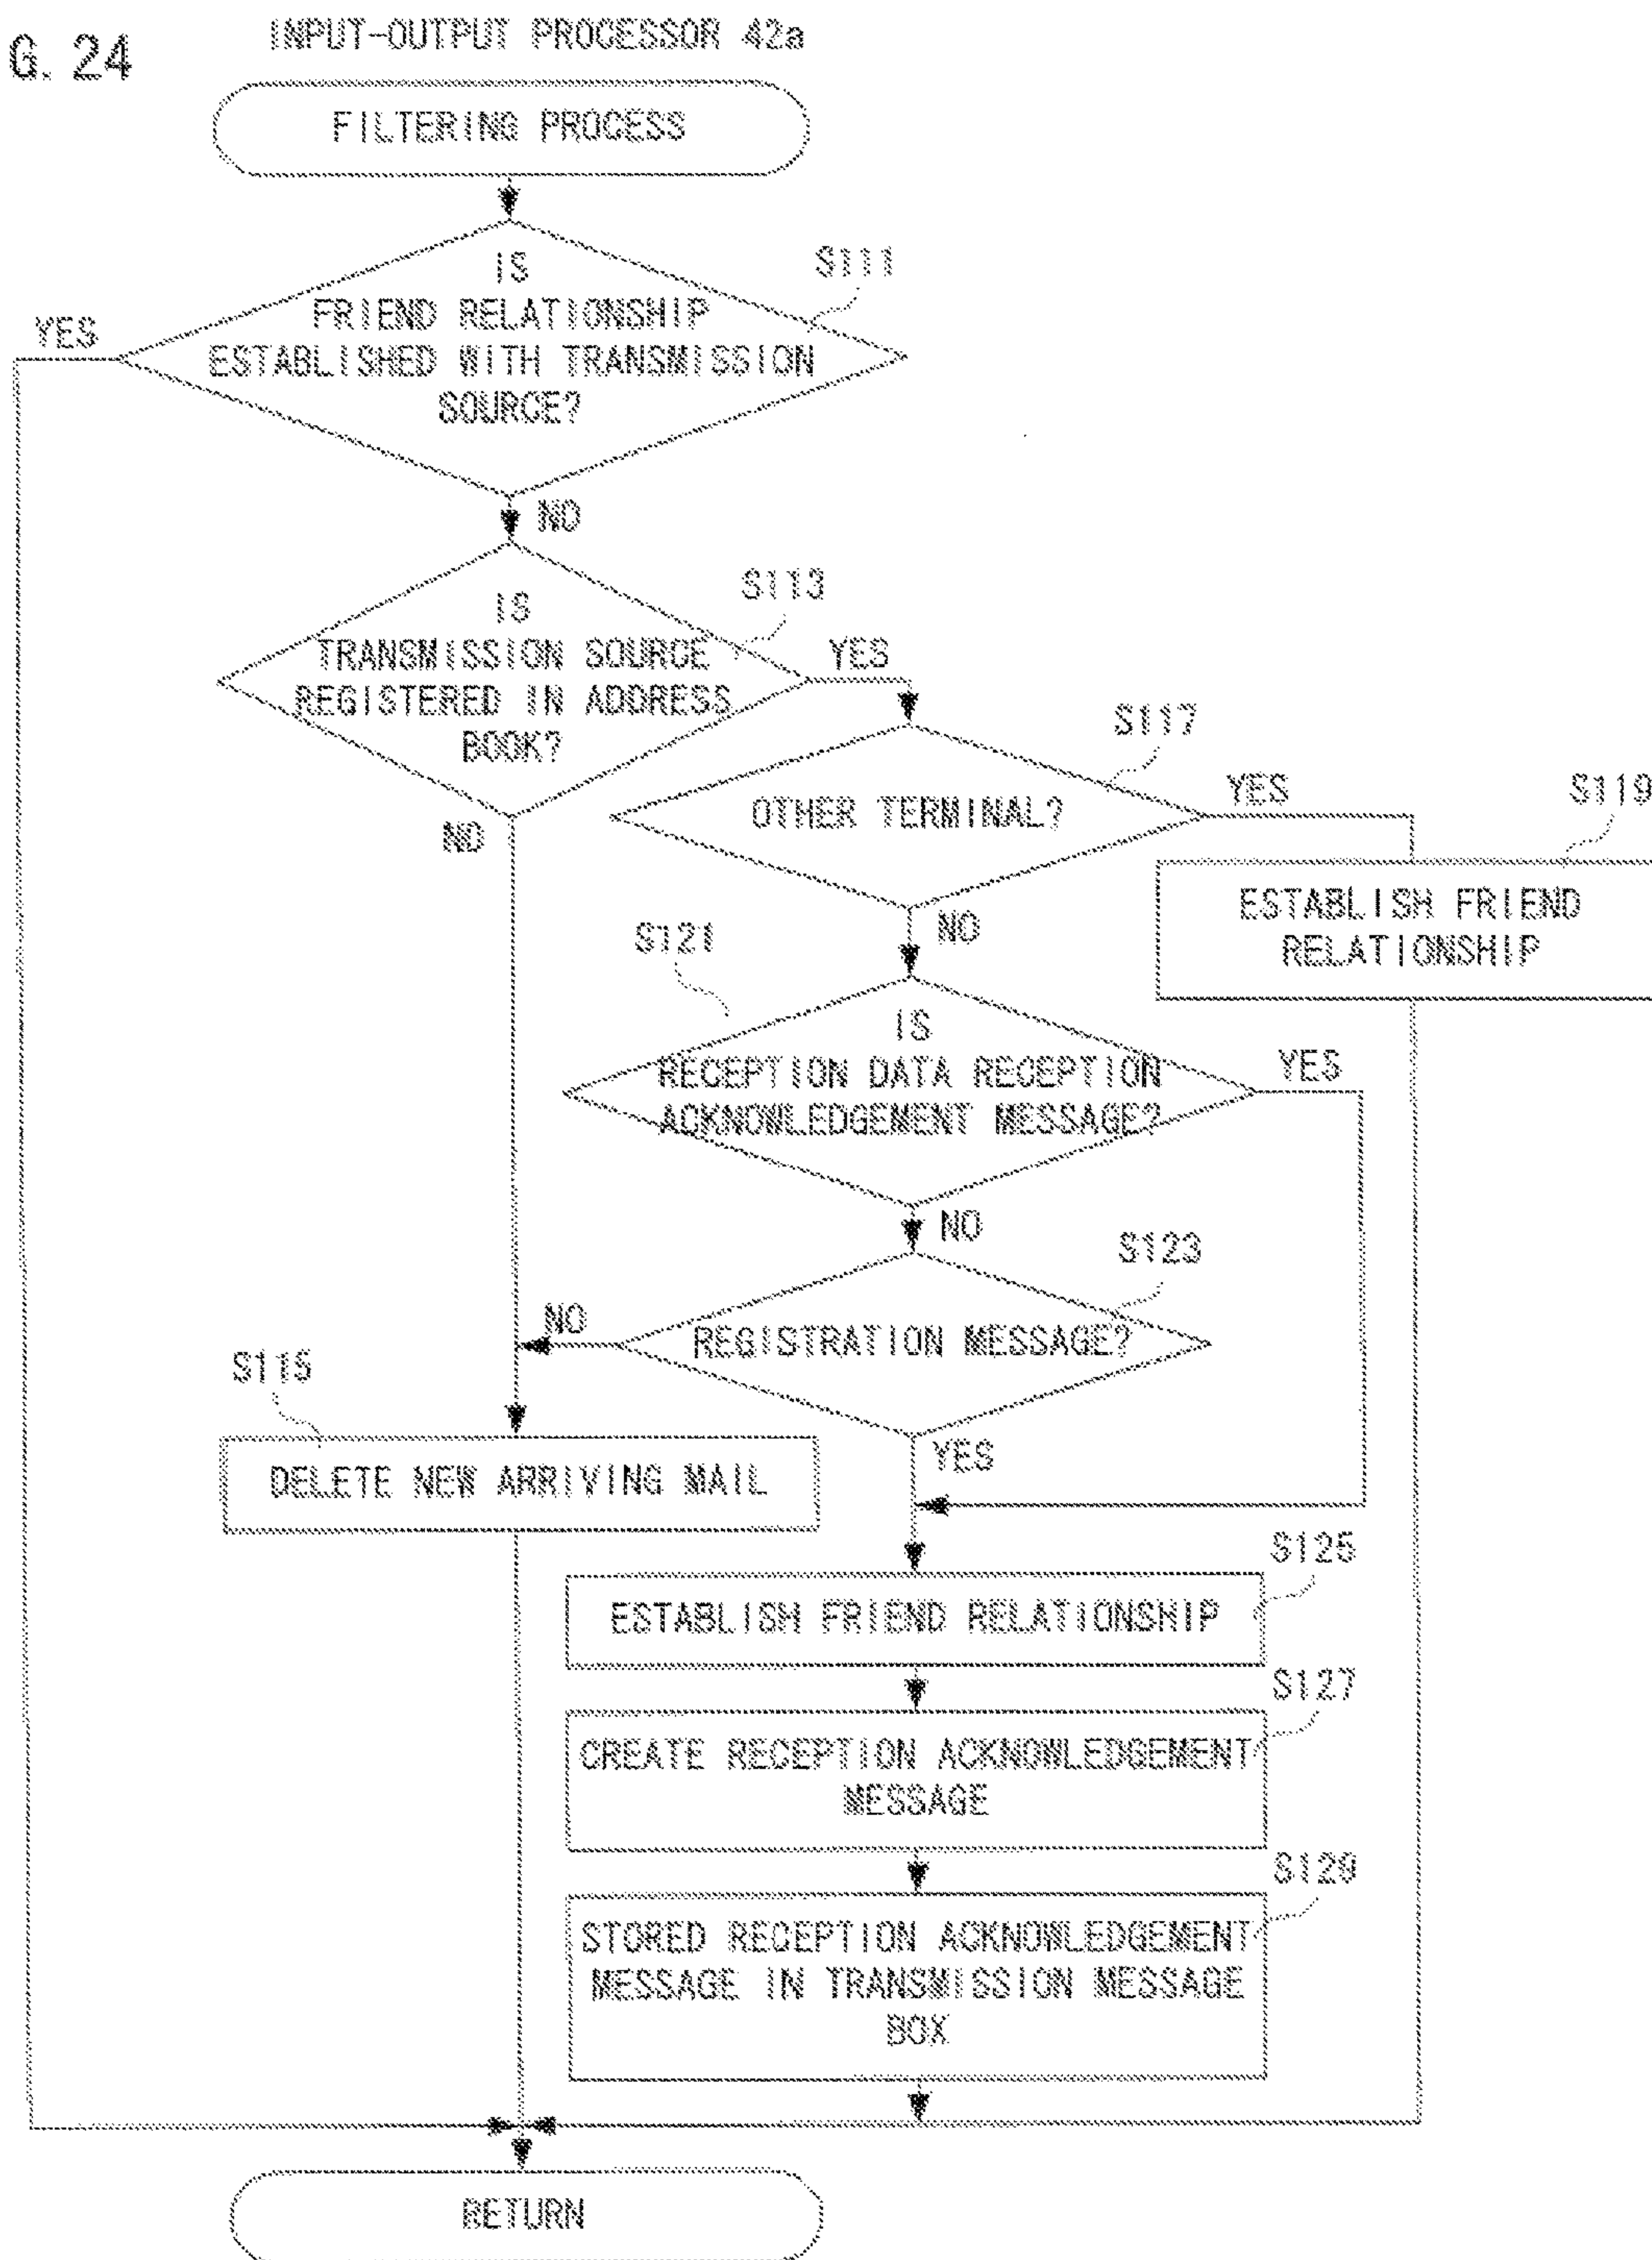 G. 24
INPUT-OUTPUT PROCESSOR 42a
FILTERING PROCESS
S111
IS
FRIEND RELATIONSHIP
ESTABLISHED WITH TRANSMISSION
SOURCE?
YES
NO
S113
IS
TRANSMISSION SOURCE
REGISTERED IN ADDRESS
BOOK?
YES
NO
S117
OTHER TERMINAL?
YES
NO
S119
ESTABLISH FRIEND
RELATIONSHIP
S121
IS
RECEPTION DATA RECEPTION
ACKNOWLEDGEMENT MESSAGE?
YES
NO
S123
REGISTRATION MESSAGE?
NO
YES
S115
DELETE NEW ARRIVING MAIL
S125
ESTABLISH FRIEND RELATIONSHIP
S127
CREATE RECEPTION ACKNOWLEDGEMENT
MESSAGE
S129
STORED RECEPTION ACKNOWLEDGEMENT
MESSAGE IN TRANSMISSION MESSAGE
BOX
RETURN